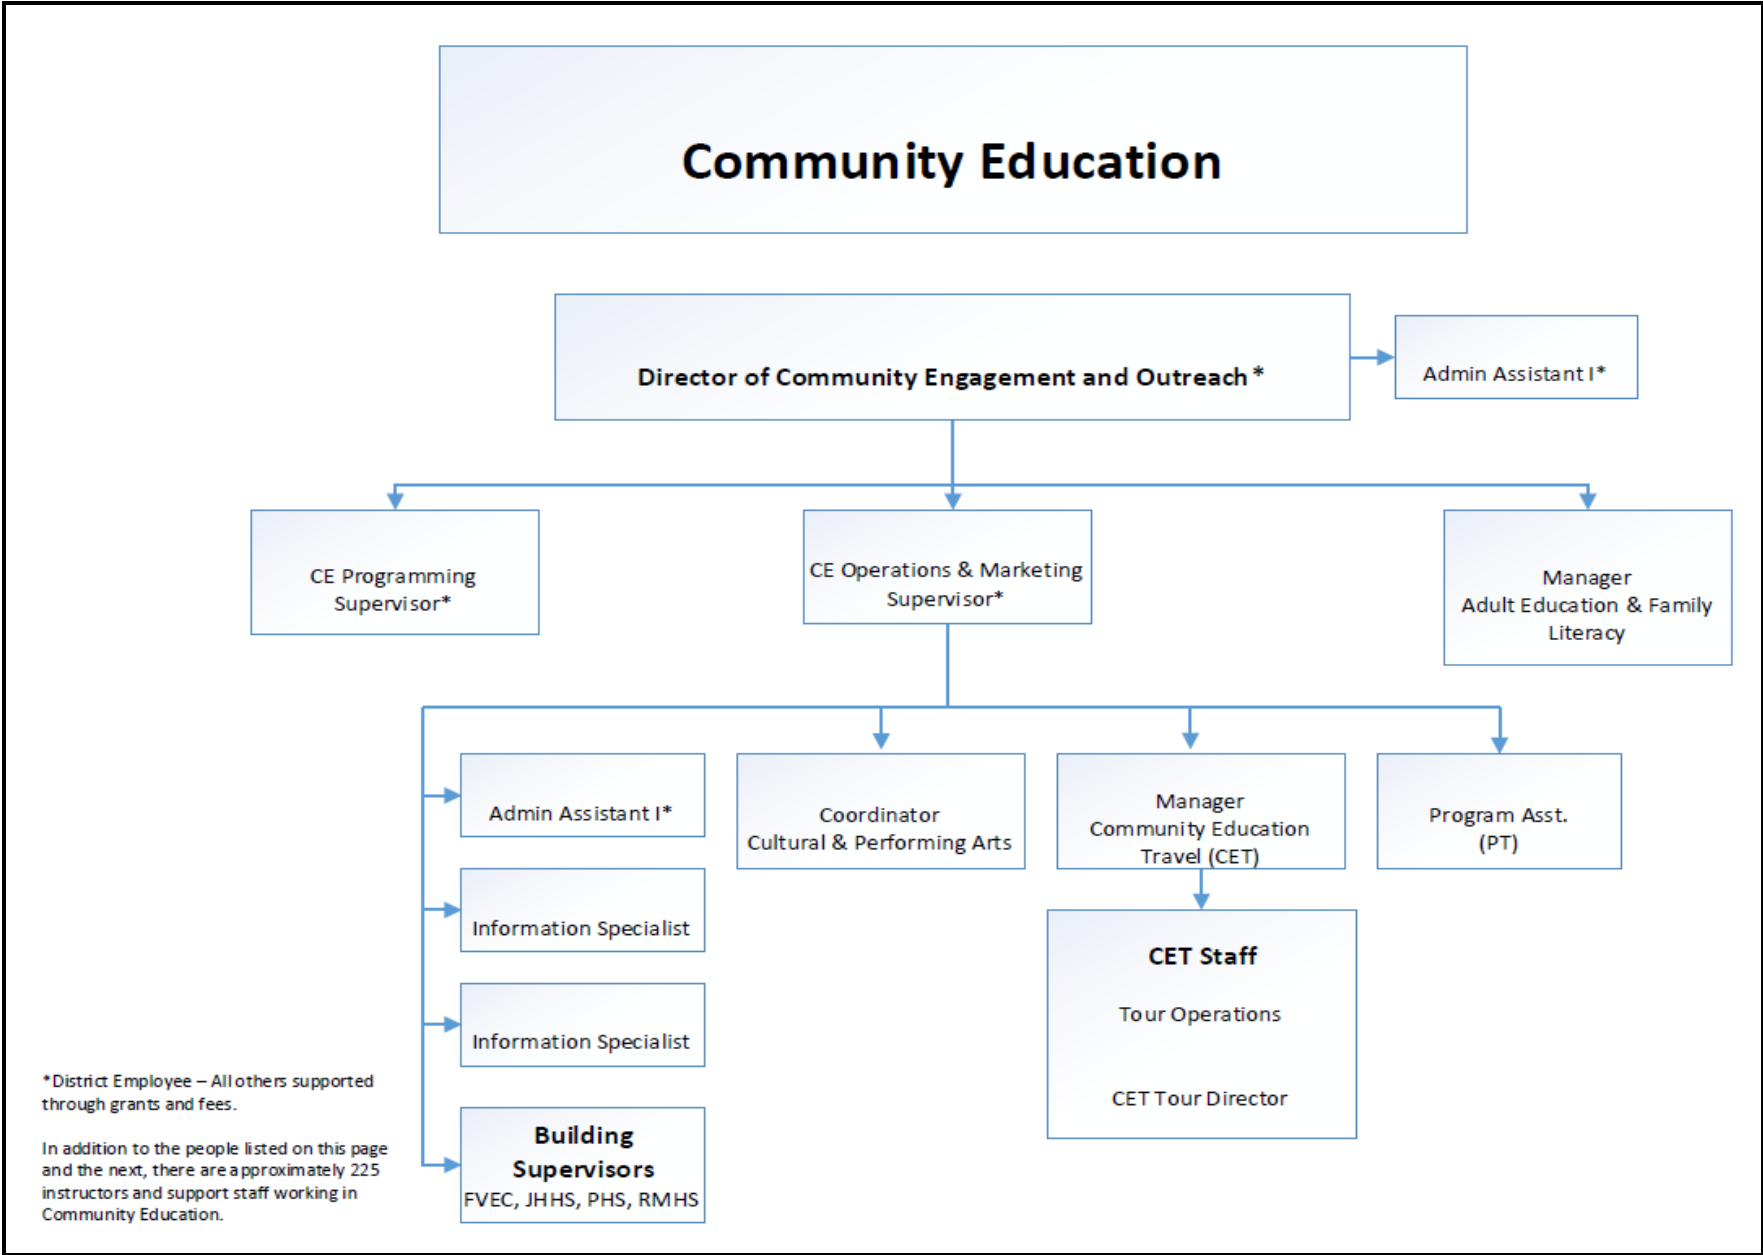 Community Education
Director of Community Engagement and Outreach*
Admin Assistant I*
CE Programming
Supervisor*
CE Operations & Marketing
Supervisor*
Manager
Adult Education & Family
Literacy
Admin Assistant I*
Information Specialist
Information Specialist
Building
Supervisors
FVEC, JHHS, PHS, RMHS
Coordinator
Cultural & Performing Arts
Manager
Community Education
Travel (CET)
CET Staff
Tour Operations
CET Tour Director
Program Asst.
(PT)
*District Employee – All others supported
through grants and fees.
In addition to the people listed on this page
and the next, there are approximately 225
instructors and support staff working in
Community Education.